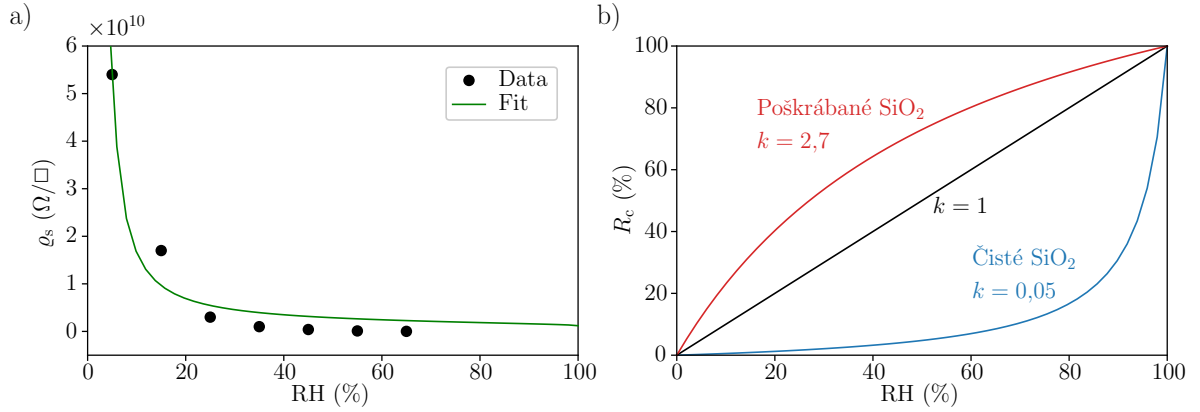 a)
×10¹⁰
6
5
4
3
2
1
0
ϱₛ (Ω/□)
0 20 40 60 80 100
RH (%)
Data
Fit
b)
100
80
60
40
20
0
R_c (%)
0 20 40 60 80 100
RH (%)
Poškrábané SiO₂
k = 2,7
k = 1
Čisté SiO₂
k = 0,05